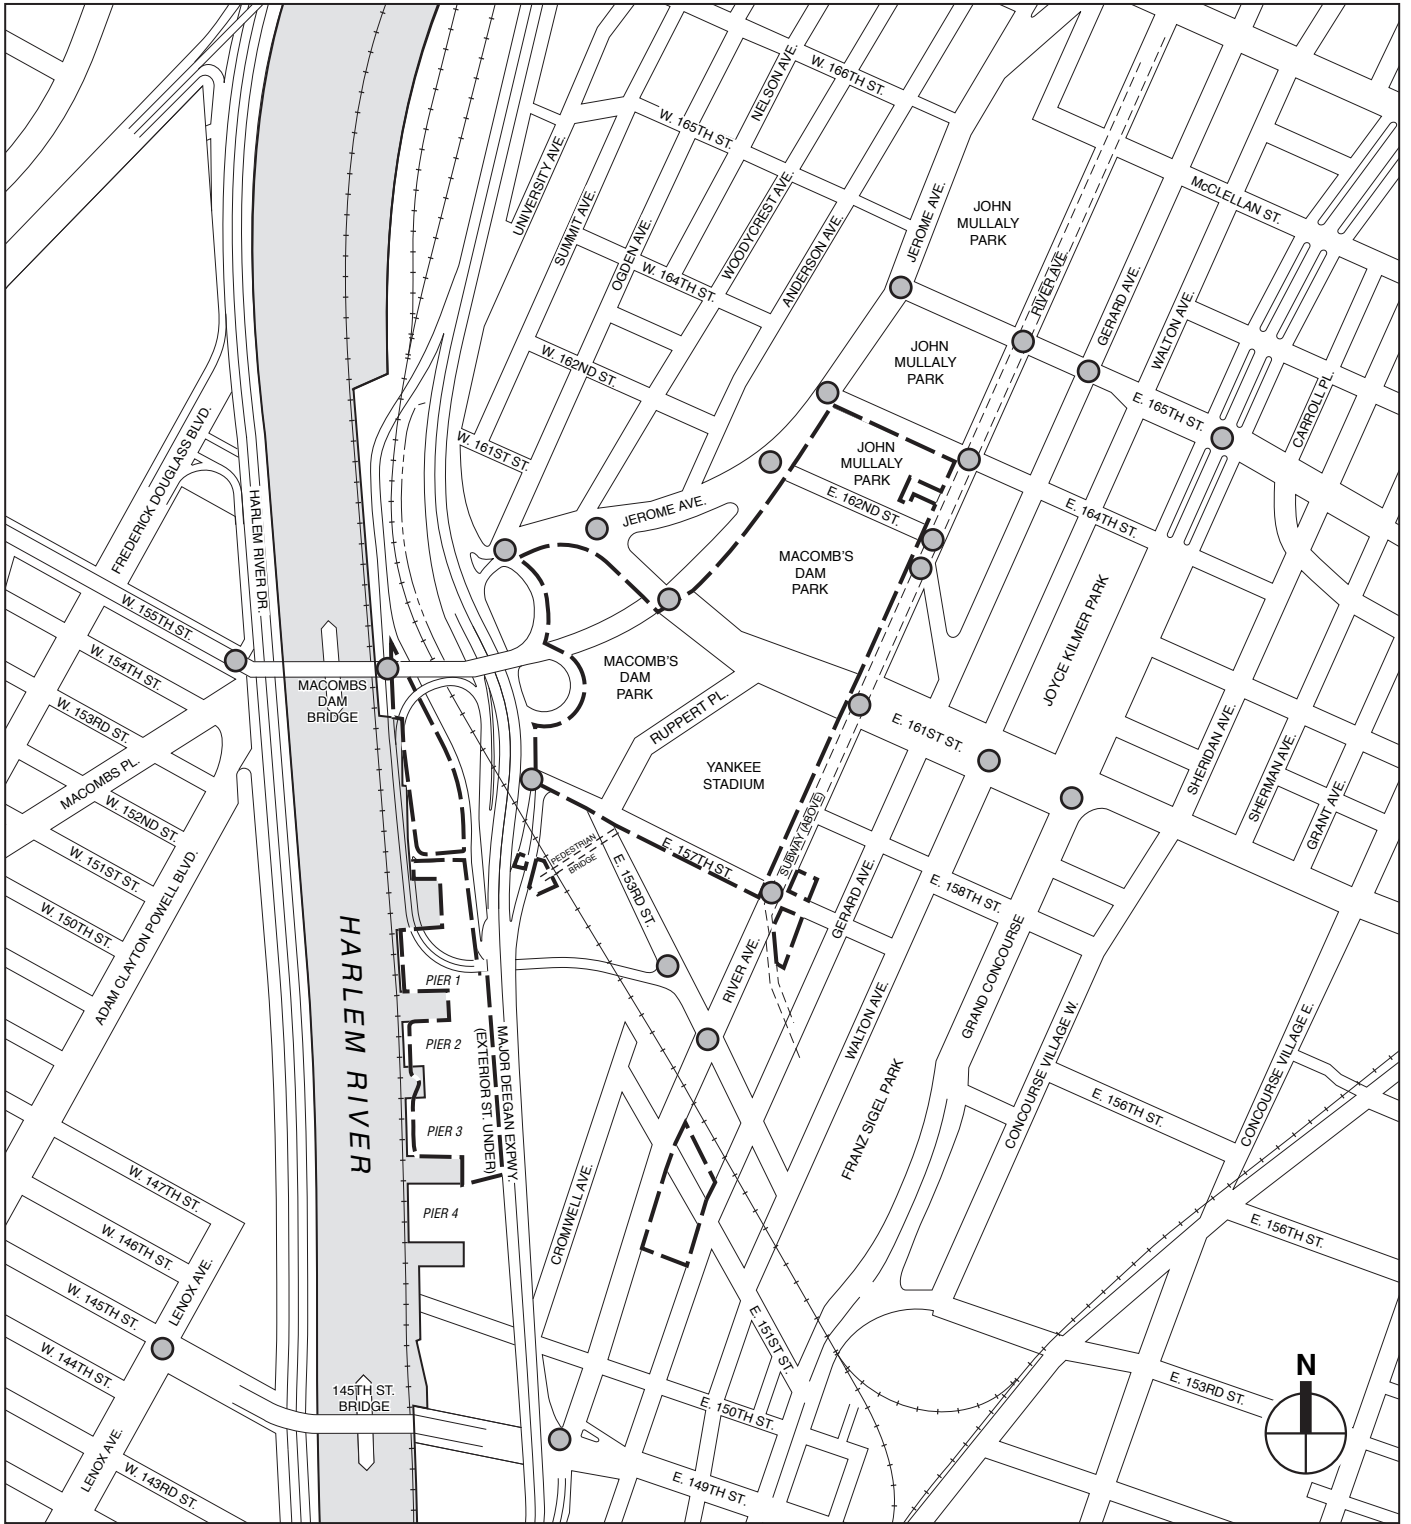 NELSON AVE.
W. 166TH ST.
W. 165TH ST.
UNIVERSITY AVE.
SUMMIT AVE.
OGDEN AVE.
WOODYCREST AVE.
ANDERSON AVE.
JEROME AVE.
JOHN
MULLALY
PARK
McCLELLAN ST.
RIVER AVE.
GERARD AVE.
WALTON AVE.
W. 164TH ST.
W. 162ND ST.
JOHN
MULLALY
PARK
E. 165TH ST.
CARROLL PL.
FREDERICK DOUGLASS BLVD.
W. 161ST ST.
JOHN
MULLALY
PARK
E. 162ND ST.
E. 164TH ST.
JEROME AVE.
HARLEM RIVER DR.
MACOMB'S
DAM
PARK
JOYCE KILMER PARK
W. 155TH ST.
W. 154TH ST.
W. 153RD ST.
MACOMBS PL.
W. 152ND ST.
W. 151ST ST.
W. 150TH ST.
ADAM CLAYTON POWELL BLVD.
MACOMBS
DAM
BRIDGE
MACOMB'S
DAM
PARK
RUPPERT PL.
YANKEE
STADIUM
E. 161ST ST.
SHERIDAN AVE.
SHERMAN AVE.
GRANT AVE.
SUBWAY (ABOVE)
PEDESTRIAN
BRIDGE
E. 157TH ST.
E. 153RD ST.
GERARD AVE.
E. 158TH ST.
RIVER AVE.
WALTON AVE.
GRAND CONCOURSE
FRANZ SIGEL PARK
CONCOURSE VILLAGE W.
CONCOURSE VILLAGE E.
E. 156TH ST.
E. 156TH ST.
HARLEM RIVER
PIER 1
PIER 2
PIER 3
PIER 4
MAJOR DEEGAN EXPWY.
(EXTERIOR ST. UNDER)
CROMWELL AVE.
W. 147TH ST.
W. 146TH ST.
W. 145TH ST.
W. 144TH ST.
LENOX AVE.
LENOX AVE.
W. 143RD ST.
145TH ST.
BRIDGE
E. 151ST ST.
E. 150TH ST.
E. 149TH ST.
E. 153RD ST.
N